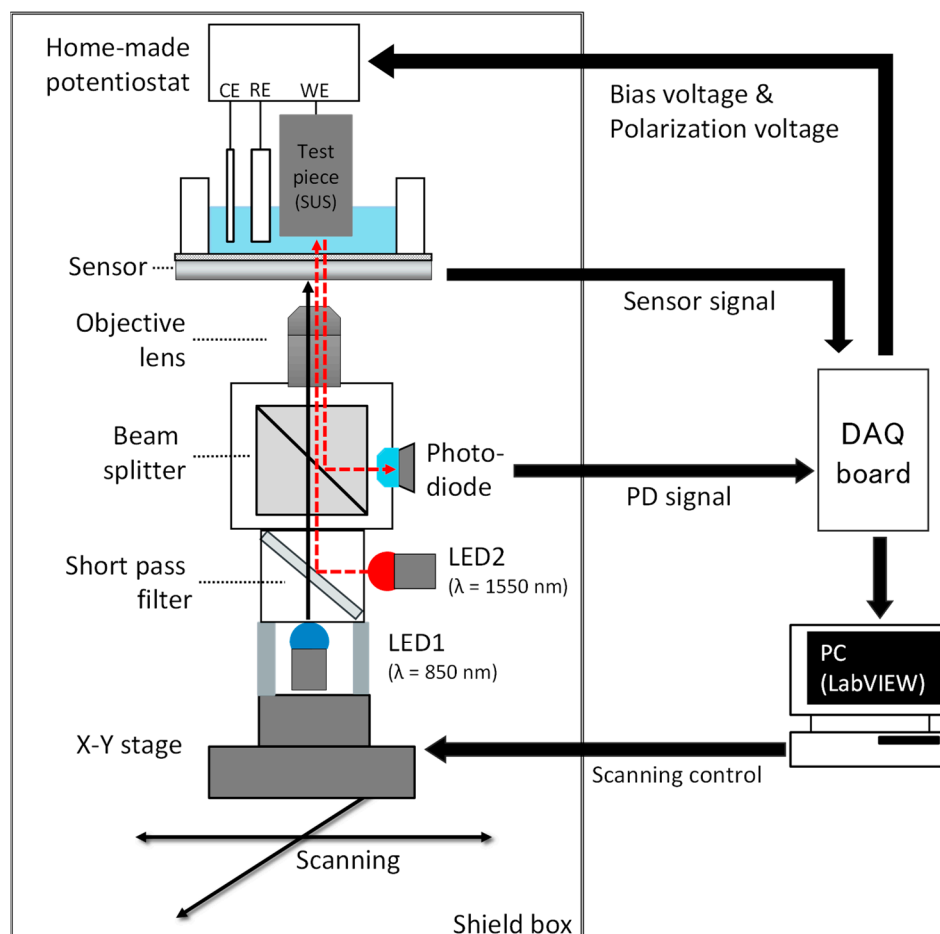 Home-made
potentiostat
CE RE WE
Test
piece
(SUS)
Bias voltage &
Polarization voltage
Sensor
Sensor signal
Objective
lens
Beam
splitter
Photo-
diode
PD signal
DAQ
board
Short pass
filter
LED2
(λ = 1550 nm)
LED1
(λ = 850 nm)
PC
(LabVIEW)
X-Y stage
Scanning control
Scanning
Shield box